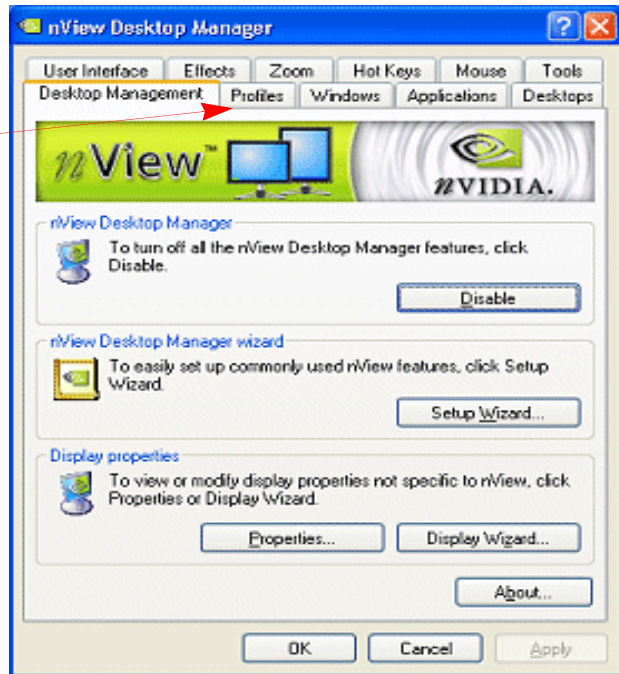 nView Desktop Manager
User Interface Effects Zoom Hot Keys Mouse Tools
Desktop Management Profiles Windows Applications Desktops
nView™
nVIDIA.
nView Desktop Manager
To turn off all the nView Desktop Manager features, click
Disable.
Disable
nView Desktop Manager wizard
To easily set up commonly used nView features, click Setup
Wizard.
Setup Wizard...
Display properties
To view or modify display properties not specific to nView, click
Properties or Display Wizard.
Properties... Display Wizard...
About...
OK Cancel Apply